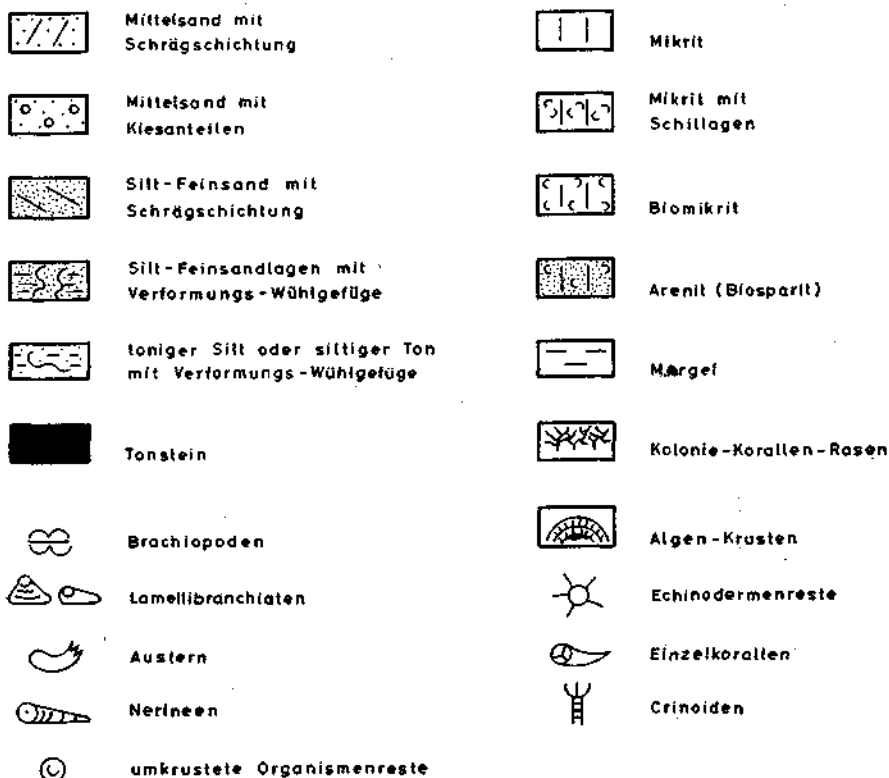 Mittelsand mit
Schrägschichtung
Mittelsand mit
Kiesanteilen
Silt-Feinsand mit
Schrägschichtung
Silt-Feinsandlagen mit
Verformungs-Wühlgefüge
toniger Silt oder siltiger Ton
mit Verformungs-Wühlgefüge
Tonstein
Brachiopoden
Lamellibranchiaten
Austern
Nerineen
umkrustete Organismenreste
Mikrit
Mikrit mit
Schillagen
Biomikrit
Arenit (Biosparit)
Mergel
Kolonie-Korallen-Rasen
Algen-Krusten
Echinodermenreste
Einzelkorallen
Crinoiden